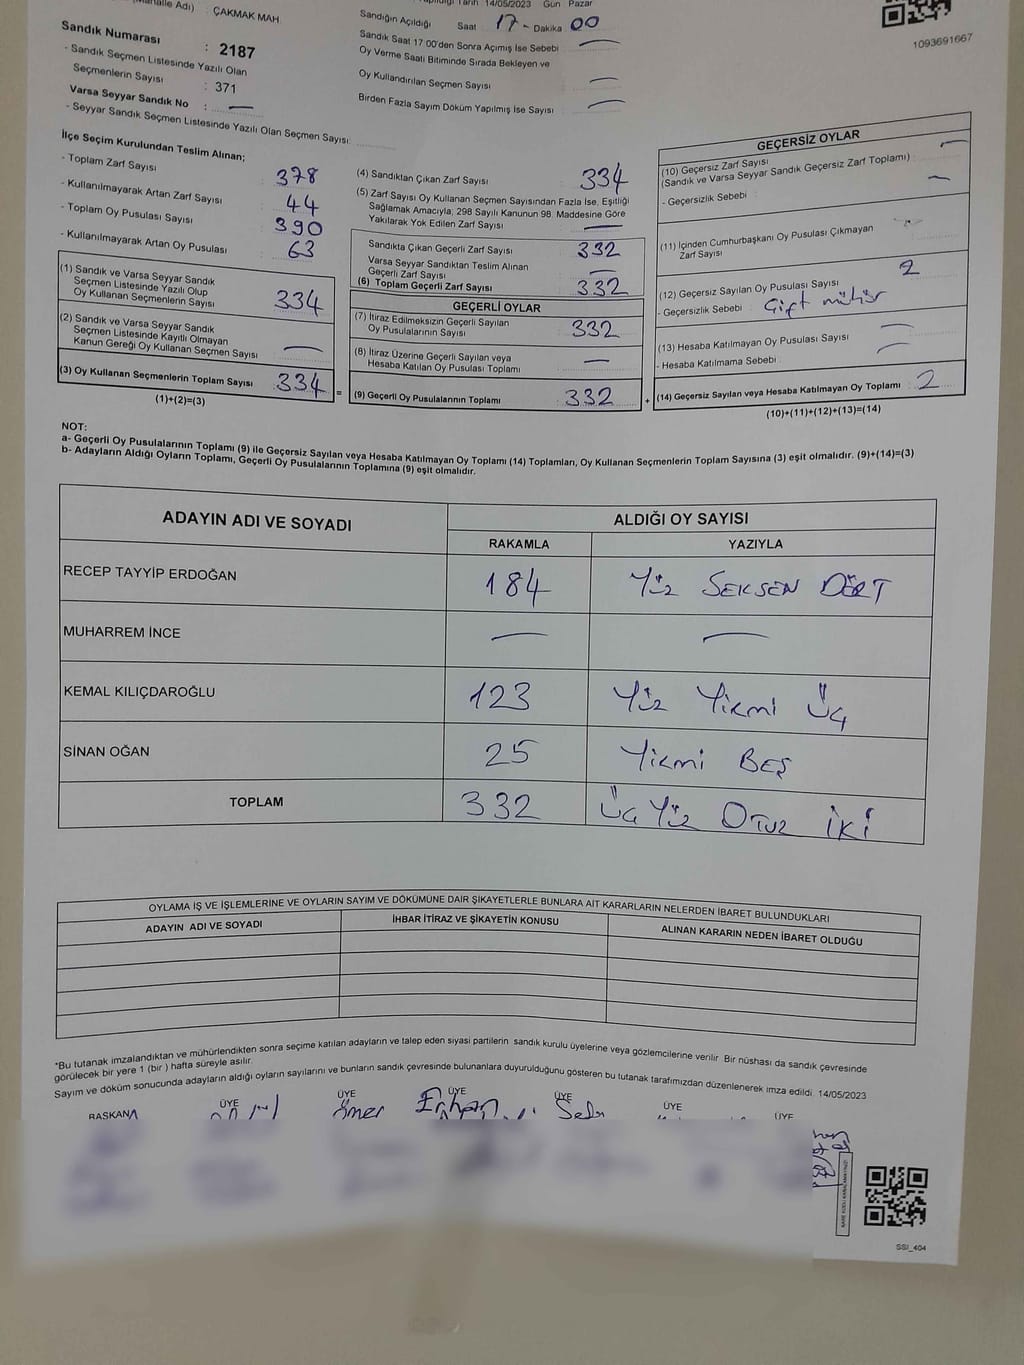 ÇAKMAK MAH.
14/05/2023 Gün Pazar
Sandığın Açıldığı Saat 17 - Dakika 00
1093691667
Sandık Numarası : 2187
- Sandık Seçmen Listesinde Yazılı Olan
Seçmenlerin Sayısı : 371
Varsa Seyyar Sandık No : —
- Seyyar Sandık Seçmen Listesinde Yazılı Olan Seçmen Sayısı:
Sandık Saat 17 00'den Sonra Açımış İse Sebebi —
Oy Verme Saati Bitiminde Sırada Bekleyen ve
Oy Kullandırılan Seçmen Sayısı —
Birden Fazla Sayım Döküm Yapılmış İse Sayısı —
İlçe Seçim Kurulundan Teslim Alınan;
- Toplam Zarf Sayısı 378
- Kullanılmayarak Artan Zarf Sayısı 44
- Toplam Oy Pusulası Sayısı 390
- Kullanılmayarak Artan Oy Pusulası 63
(1) Sandık ve Varsa Seyyar Sandık
Seçmen Listesinde Yazılı Olup
Oy Kullanan Seçmenlerin Sayısı 334
(2) Sandık ve Varsa Seyyar Sandık
Seçmen Listesinde Kayıtlı Olmayan
Kanun Gereği Oy Kullanan Seçmen Sayısı —
(3) Oy Kullanan Seçmenlerin Toplam Sayısı 334 =
(1)+(2)=(3)
(4) Sandıktan Çıkan Zarf Sayısı 334
(5) Zarf Sayısı Oy Kullanan Seçmen Sayısından Fazla İse, Eşitliği
Sağlamak Amacıyla; 298 Sayılı Kanunun 98. Maddesine Göre
Yakılarak Yok Edilen Zarf Sayısı —
Sandıkta Çıkan Geçerli Zarf Sayısı 332
Varsa Seyyar Sandıktan Teslim Alınan
Geçerli Zarf Sayısı —
(6) Toplam Geçerli Zarf Sayısı 332
GEÇERLİ OYLAR
(7) İtiraz Edilmeksizin Geçerli Sayılan
Oy Pusulalarının Sayısı 332
(8) İtiraz Üzerine Geçerli Sayılan veya
Hesaba Katılan Oy Pusulası Toplamı —
(9) Geçerli Oy Pusulalarının Toplamı 332 +
GEÇERSİZ OYLAR
(10) Geçersiz Zarf Sayısı —
(Sandık ve Varsa Seyyar Sandık Geçersiz Zarf Toplamı)
- Geçersizlik Sebebi : —
(11) İçinden Cumhurbaşkanı Oy Pusulası Çıkmayan
Zarf Sayısı
(12) Geçersiz Sayılan Oy Pusulası Sayısı 2
- Geçersizlik Sebebi : Çift mühür
(13) Hesaba Katılmayan Oy Pusulası Sayısı —
- Hesaba Katılmama Sebebi : —
(14) Geçersiz Sayılan veya Hesaba Katılmayan Oy Toplamı : 2
(10)+(11)+(12)+(13)=(14)
NOT:
a- Geçerli Oy Pusulalarının Toplamı (9) ile Geçersiz Sayılan veya Hesaba Katılmayan Oy Toplamı (14) Toplamları, Oy Kullanan Seçmenlerin Toplam Sayısına (3) eşit olmalıdır. (9)+(14)=(3)
b- Adayların Aldığı Oyların Toplamı, Geçerli Oy Pusulalarının Toplamına (9) eşit olmalıdır.
ADAYIN ADI VE SOYADI ALDIĞI OY SAYISI
RAKAMLA YAZIYLA
RECEP TAYYİP ERDOĞAN 184 Yüz SEKSEN DÖRT
MUHARREM İNCE — —
KEMAL KILIÇDAROĞLU 123 Yüz Yirmi Üç
SİNAN OĞAN 25 Yirmi BEŞ
TOPLAM 332 Üç Yüz OTuz İKİ
OYLAMA İŞ VE İŞLEMLERİNE VE OYLARIN SAYIM VE DÖKÜMÜNE DAİR ŞİKAYETLERLE BUNLARA AİT KARARLARIN NELERDEN İBARET BULUNDUKLARI
ADAYIN ADI VE SOYADI İHBAR İTİRAZ VE ŞİKAYETİN KONUSU ALINAN KARARIN NEDEN İBARET OLDUĞU
*Bu tutanak imzalandıktan ve mühürlendikten sonra seçime katılan adayların ve talep eden siyasi partilerin sandık kurulu üyelerine veya gözlemcilerine verilir. Bir nüshası da sandık çevresinde
görülecek bir yere 1 (bir ) hafta süreyle asılır.
Sayım ve döküm sonucunda adayların aldığı oyların sayılarını ve bunların sandık çevresinde bulunanlara duyurulduğunu gösteren bu tutanak tarafımızdan düzenlenerek imza edildi. 14/05/2023
BAŞKAN ÜYE ÜYE ÜYE ÜYE ÜYE ÜYE
Ömer
SSI_404